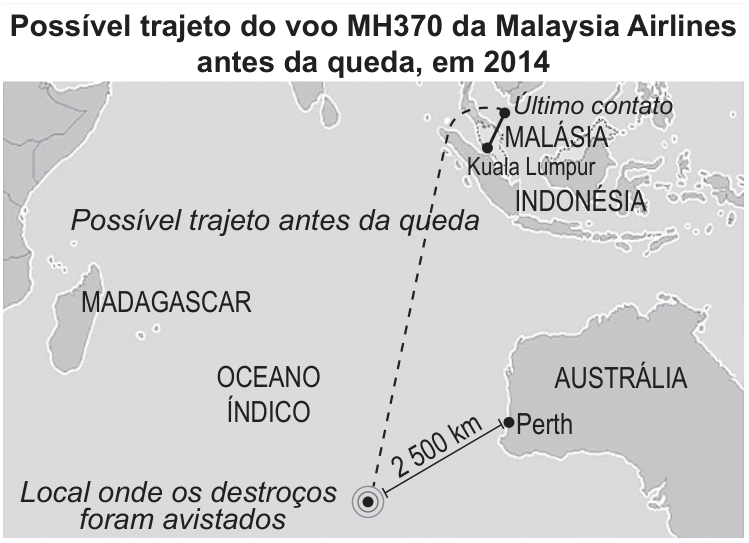 Possível trajeto do voo MH370 da Malaysia Airlines
antes da queda, em 2014
Último contato
MALÁSIA
Kuala Lumpur
INDONÉSIA
Possível trajeto antes da queda
MADAGASCAR
OCEANO
ÍNDICO
AUSTRÁLIA
Perth
2 500 km
Local onde os destroços
foram avistados